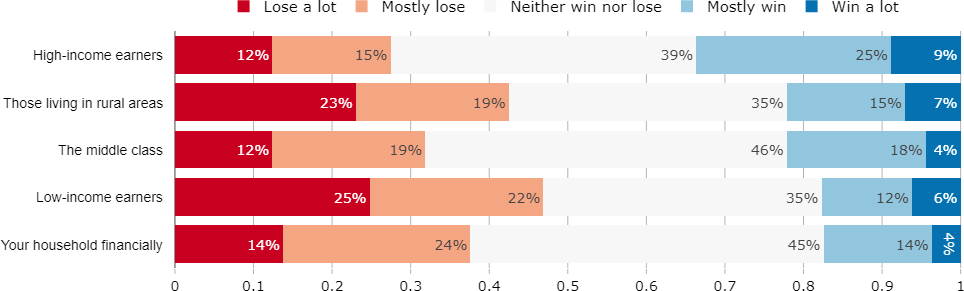 Lose a lot Mostly lose Neither win nor lose Mostly win Win a lot
High-income earners 12% 15% 39% 25% 9%
Those living in rural areas 23% 19% 35% 15% 7%
The middle class 12% 19% 46% 18% 4%
Low-income earners 25% 22% 35% 12% 6%
Your household financially 14% 24% 45% 14% 4%
0 0.1 0.2 0.3 0.4 0.5 0.6 0.7 0.8 0.9 1